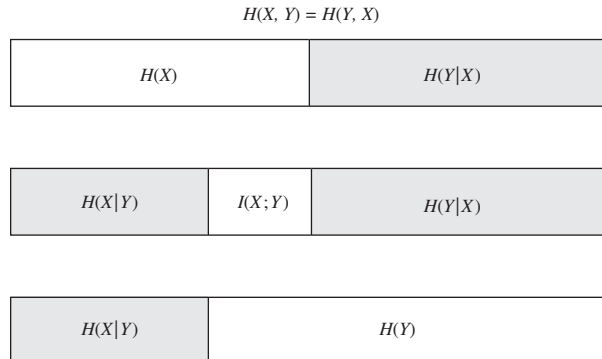 H(X, Y) = H(Y, X)
H(X) H(Y|X)
H(X|Y) I(X;Y) H(Y|X)
H(X|Y) H(Y)